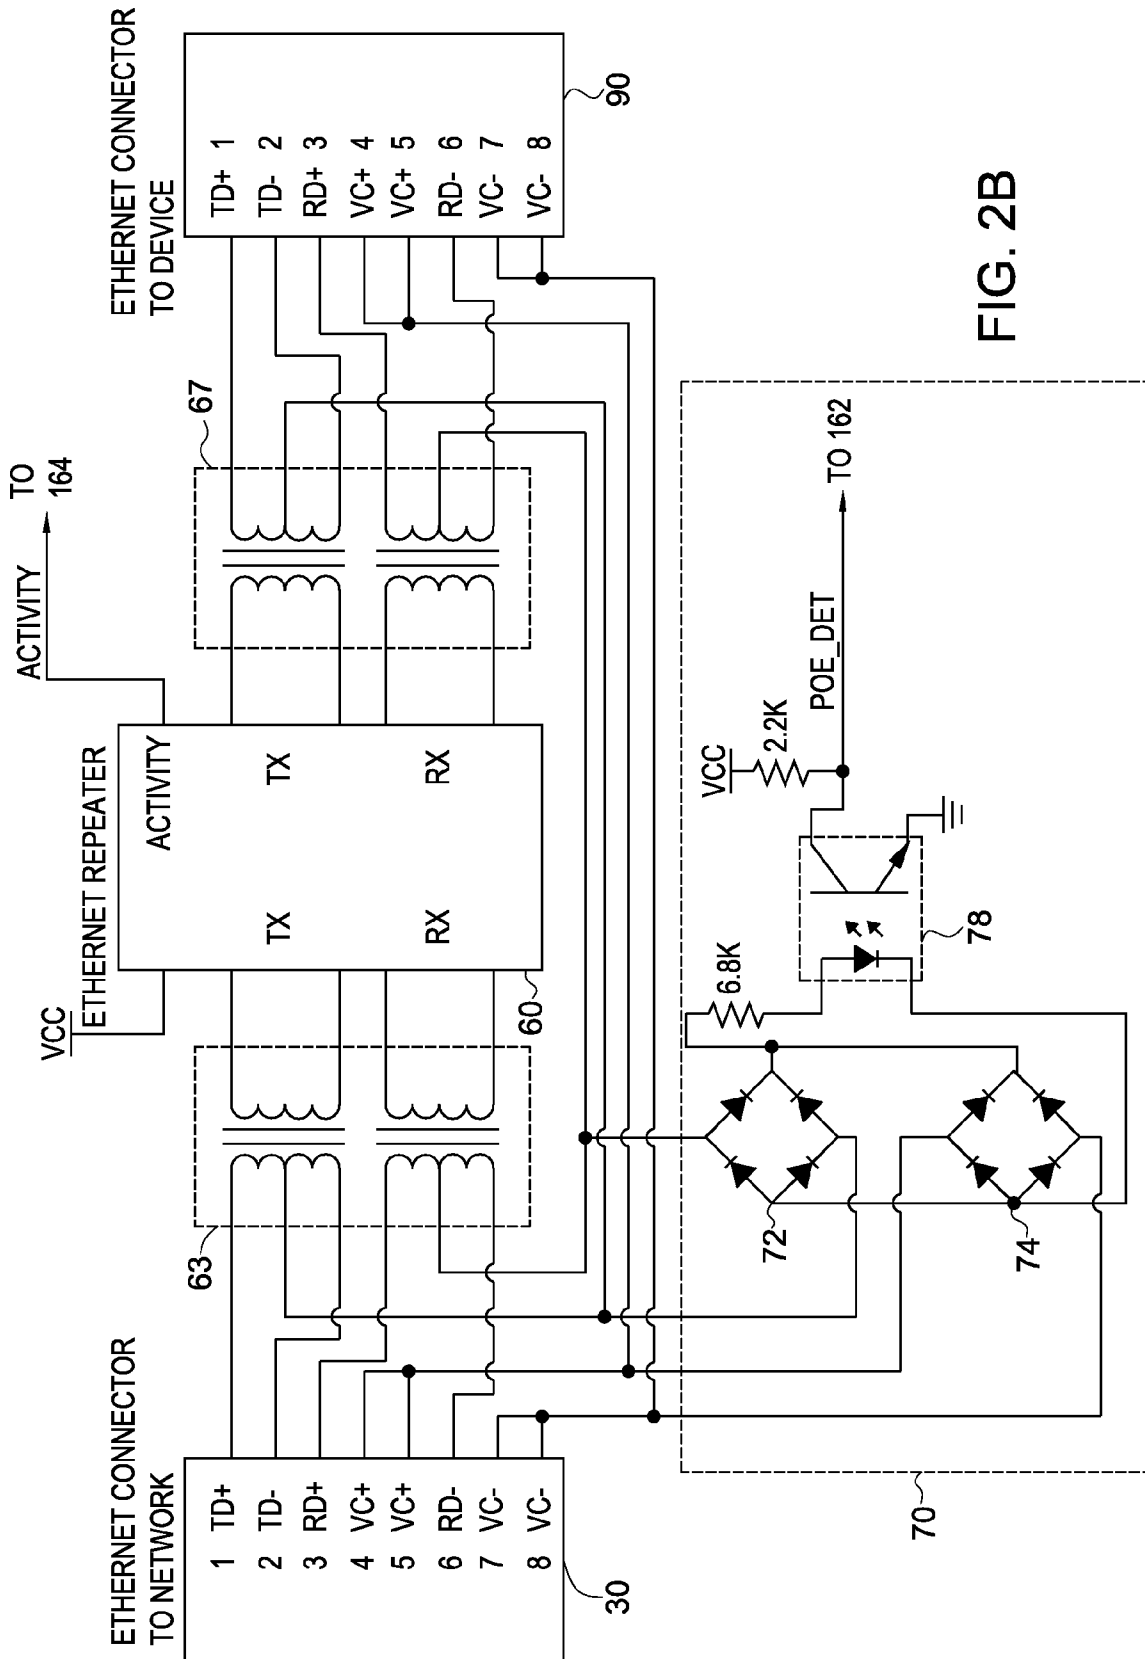 ETHERNET CONNECTOR
TO NETWORK
1 TD+
2 TD-
3 RD+
4 VC+
5 VC+
6 RD-
7 VC-
8 VC-
30
63
VCC
ETHERNET REPEATER
ACTIVITY
TX
TX
RX
RX
60
ACTIVITY
TO
164
67
ETHERNET CONNECTOR
TO DEVICE
TD+ 1
TD- 2
RD+ 3
VC+ 4
VC+ 5
RD- 6
VC- 7
VC- 8
90
70
72
74
6.8K
78
VCC
2.2K
POE_DET
TO 162
FIG. 2B